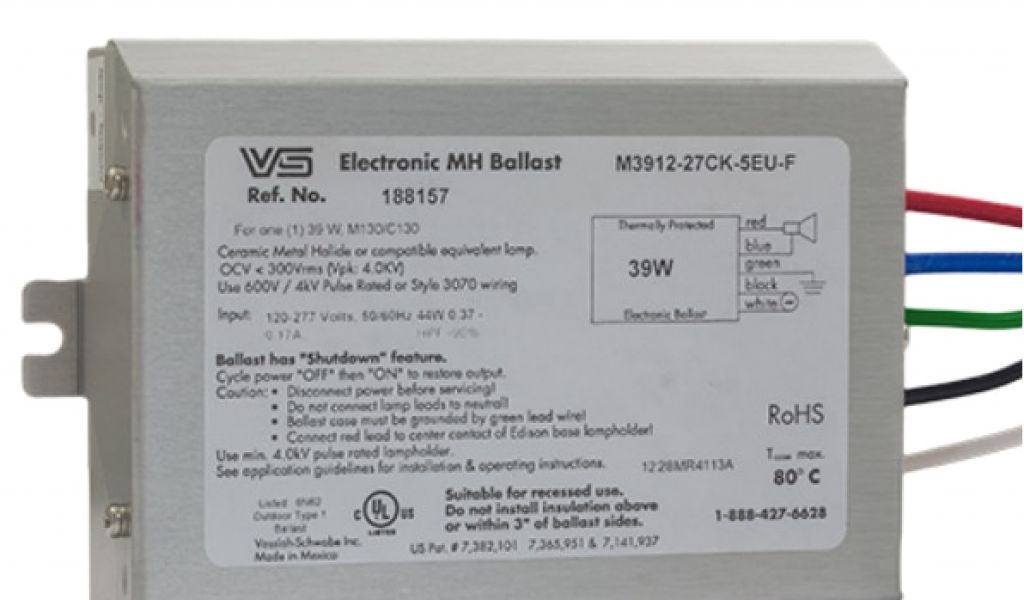 VS Electronic MH Ballast M3912-27CK-5EU-F
Ref. No. 188157
For one (1) 39 W, M130/C130
Ceramic Metal Halide or compatible equivalent lamp.
OCV < 300Vrms (Vpk: 4.0KV)
Use 600V / 4kV Pulse Rated or Style 3070 wiring
Input: 120-277 Volts, 50/60Hz 44W 0.37 -
0.17A HPF
Thermally Protected
39W
Electronic Ballast
red
blue
green
black
white
Ballast has "Shutdown" feature.
Cycle power "OFF" then "ON" to restore output.
Caution: • Disconnect power before servicing!
• Do not connect lamp leads to neutral!
• Ballast case must be grounded by green lead wire!
• Connect red lead to center contact of Edison base lampholder!
Use min. 4.0kV pulse rated lampholder.
See application guidelines for installation & operating instructions.
1228MR4113A
RoHS
Tcase max.
80° C
1-888-427-6628
Listed 6N62
Outdoor Type 1
Ballast
Vossloh-Schwabe Inc.
Made in Mexico
c UL US
LISTED
Suitable for recessed use.
Do not install insulation above
or within 3" of ballast sides.
US Pat. # 7,382,101 7,365,951 & 7,141,937